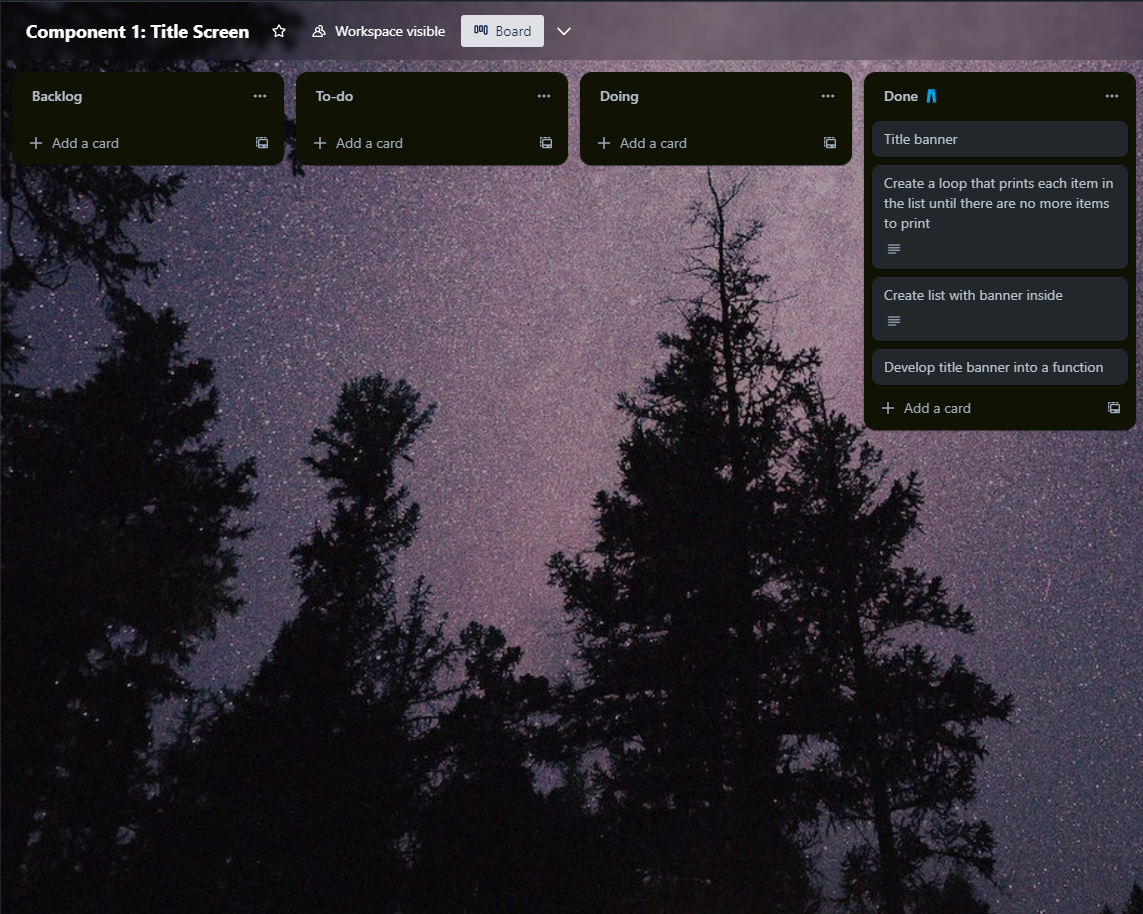 Component 1: Title Screen
Workspace visible
Board
Backlog
Add a card
To-do
Add a card
Doing
Add a card
Done 👖
Title banner
Create a loop that prints each item in
the list until there are no more items
to print
Create list with banner inside
Develop title banner into a function
Add a card